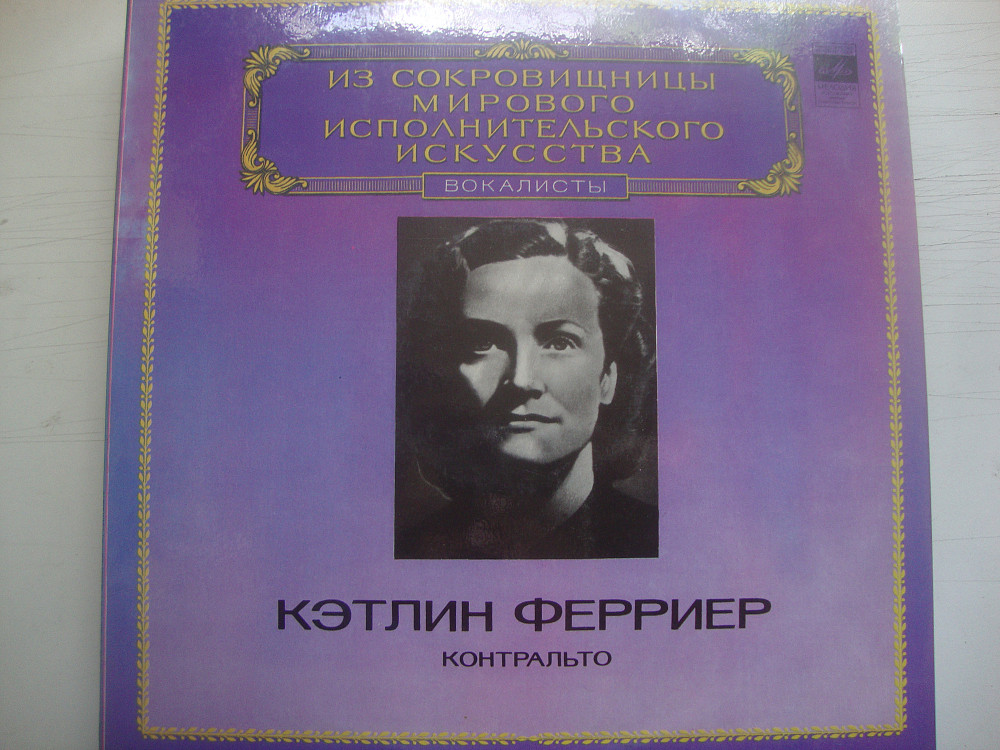 ИЗ СОКРОВИЩНИЦЫ
МИРОВОГО
ИСПОЛНИТЕЛЬСКОГО
ИСКУССТВА
ВОКАЛИСТЫ
КЭТЛИН ФЕРРИЕР
КОНТРАЛЬТО